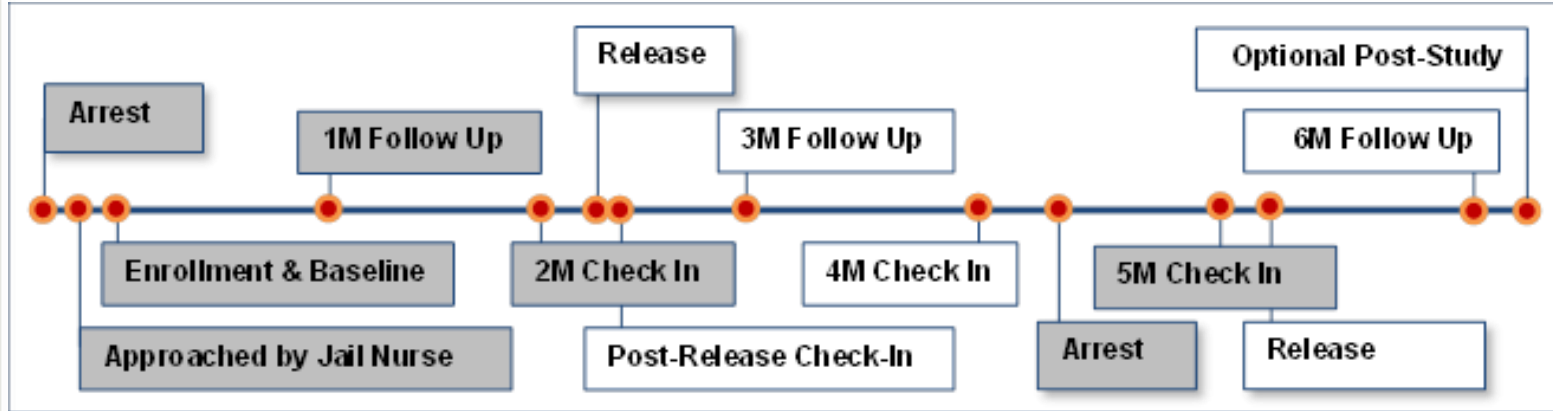 Release
Optional Post-Study
Arrest
1M Follow Up
3M Follow Up
6M Follow Up
Enrollment & Baseline
2M Check In
4M Check In
5M Check In
Approached by Jail Nurse
Post-Release Check-In
Arrest
Release